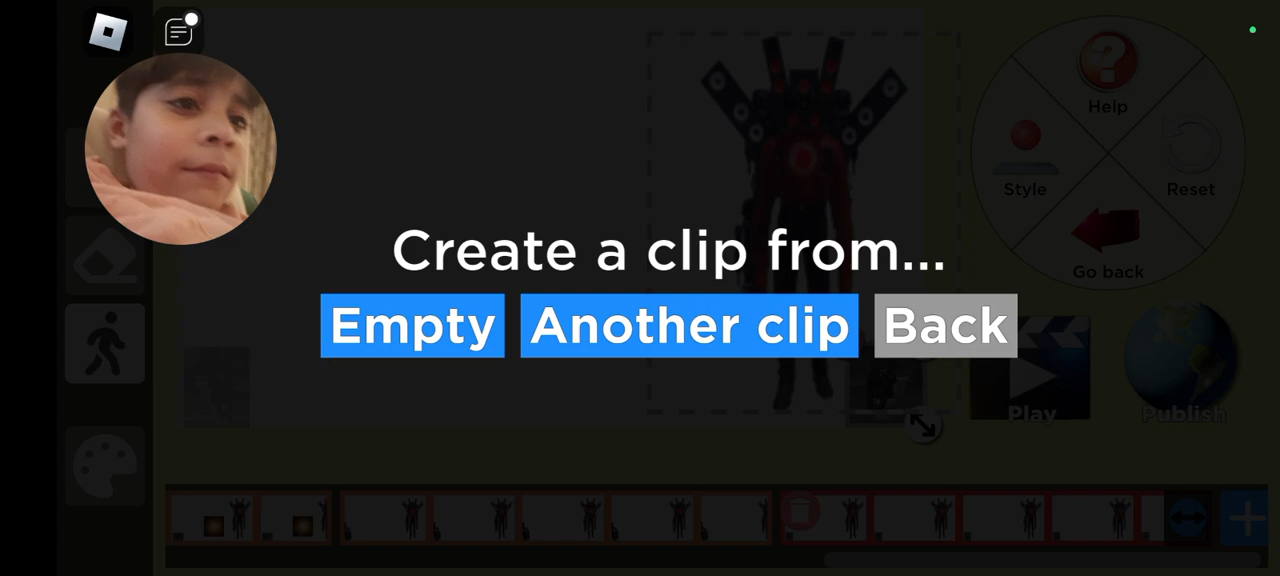 Help
Style
Reset
Go back
Create a clip from...
Empty Another clip Back
Play
Publish